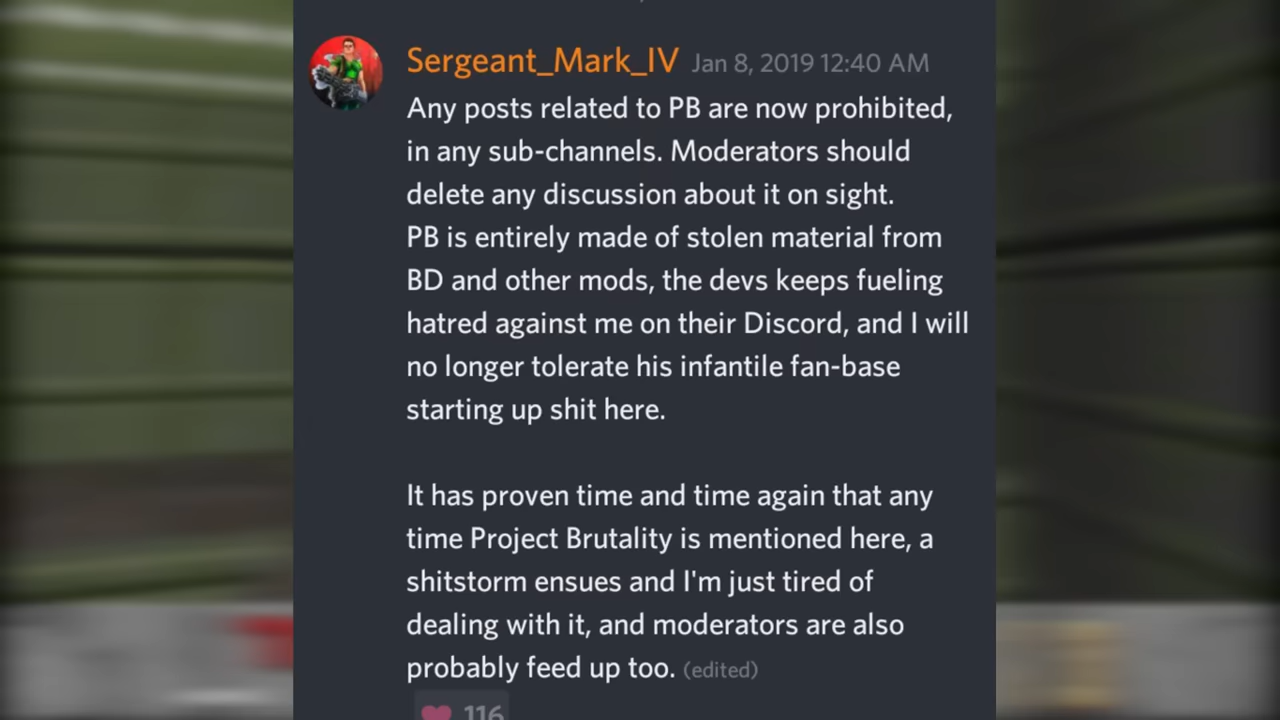 Sergeant_Mark_IV Jan 8, 2019 12:40 AM
Any posts related to PB are now prohibited,
in any sub-channels. Moderators should
delete any discussion about it on sight.
PB is entirely made of stolen material from
BD and other mods, the devs keeps fueling
hatred against me on their Discord, and I will
no longer tolerate his infantile fan-base
starting up shit here.
It has proven time and time again that any
time Project Brutality is mentioned here, a
shitstorm ensues and I'm just tired of
dealing with it, and moderators are also
probably feed up too. (edited)
116